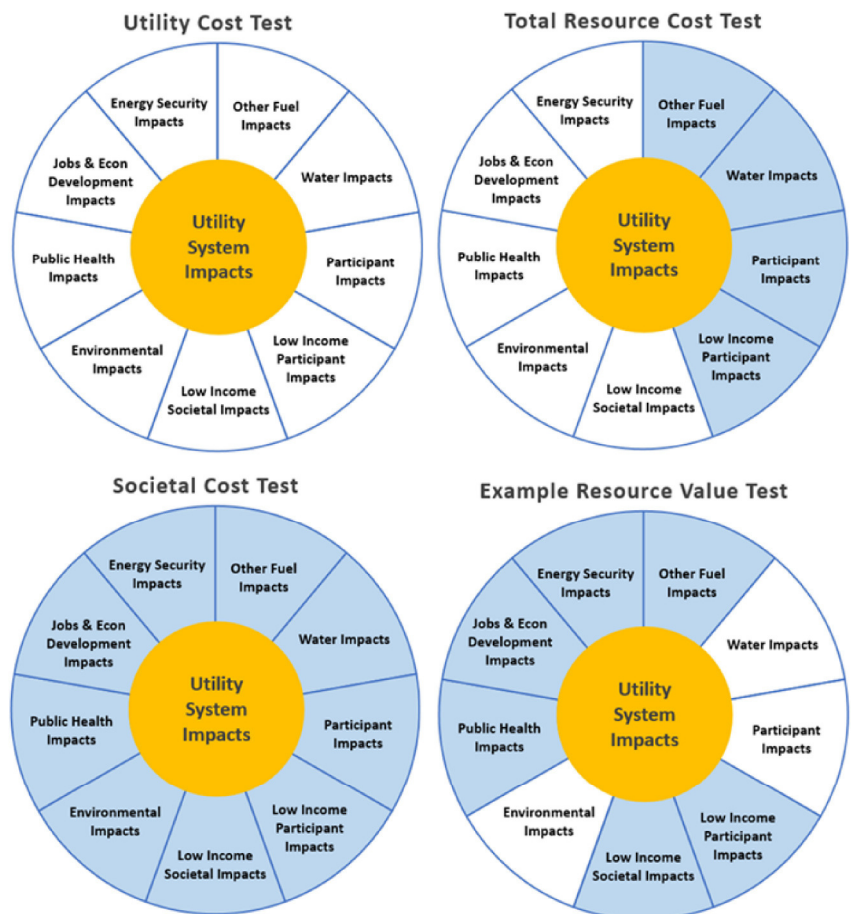 Utility Cost Test
Energy Security
Impacts
Other Fuel
Impacts
Water Impacts
Participant
Impacts
Low Income
Participant
Impacts
Low Income
Societal Impacts
Environmental
Impacts
Public Health
Impacts
Jobs & Econ
Development
Impacts
Utility
System
Impacts
Total Resource Cost Test
Energy Security
Impacts
Other Fuel
Impacts
Water Impacts
Participant
Impacts
Low Income
Participant
Impacts
Low Income
Societal Impacts
Environmental
Impacts
Public Health
Impacts
Jobs & Econ
Development
Impacts
Utility
System
Impacts
Societal Cost Test
Energy Security
Impacts
Other Fuel
Impacts
Water Impacts
Participant
Impacts
Low Income
Participant
Impacts
Low Income
Societal Impacts
Environmental
Impacts
Public Health
Impacts
Jobs & Econ
Development
Impacts
Utility
System
Impacts
Example Resource Value Test
Energy Security
Impacts
Other Fuel
Impacts
Water Impacts
Participant
Impacts
Low Income
Participant
Impacts
Low Income
Societal Impacts
Environmental
Impacts
Public Health
Impacts
Jobs & Econ
Development
Impacts
Utility
System
Impacts